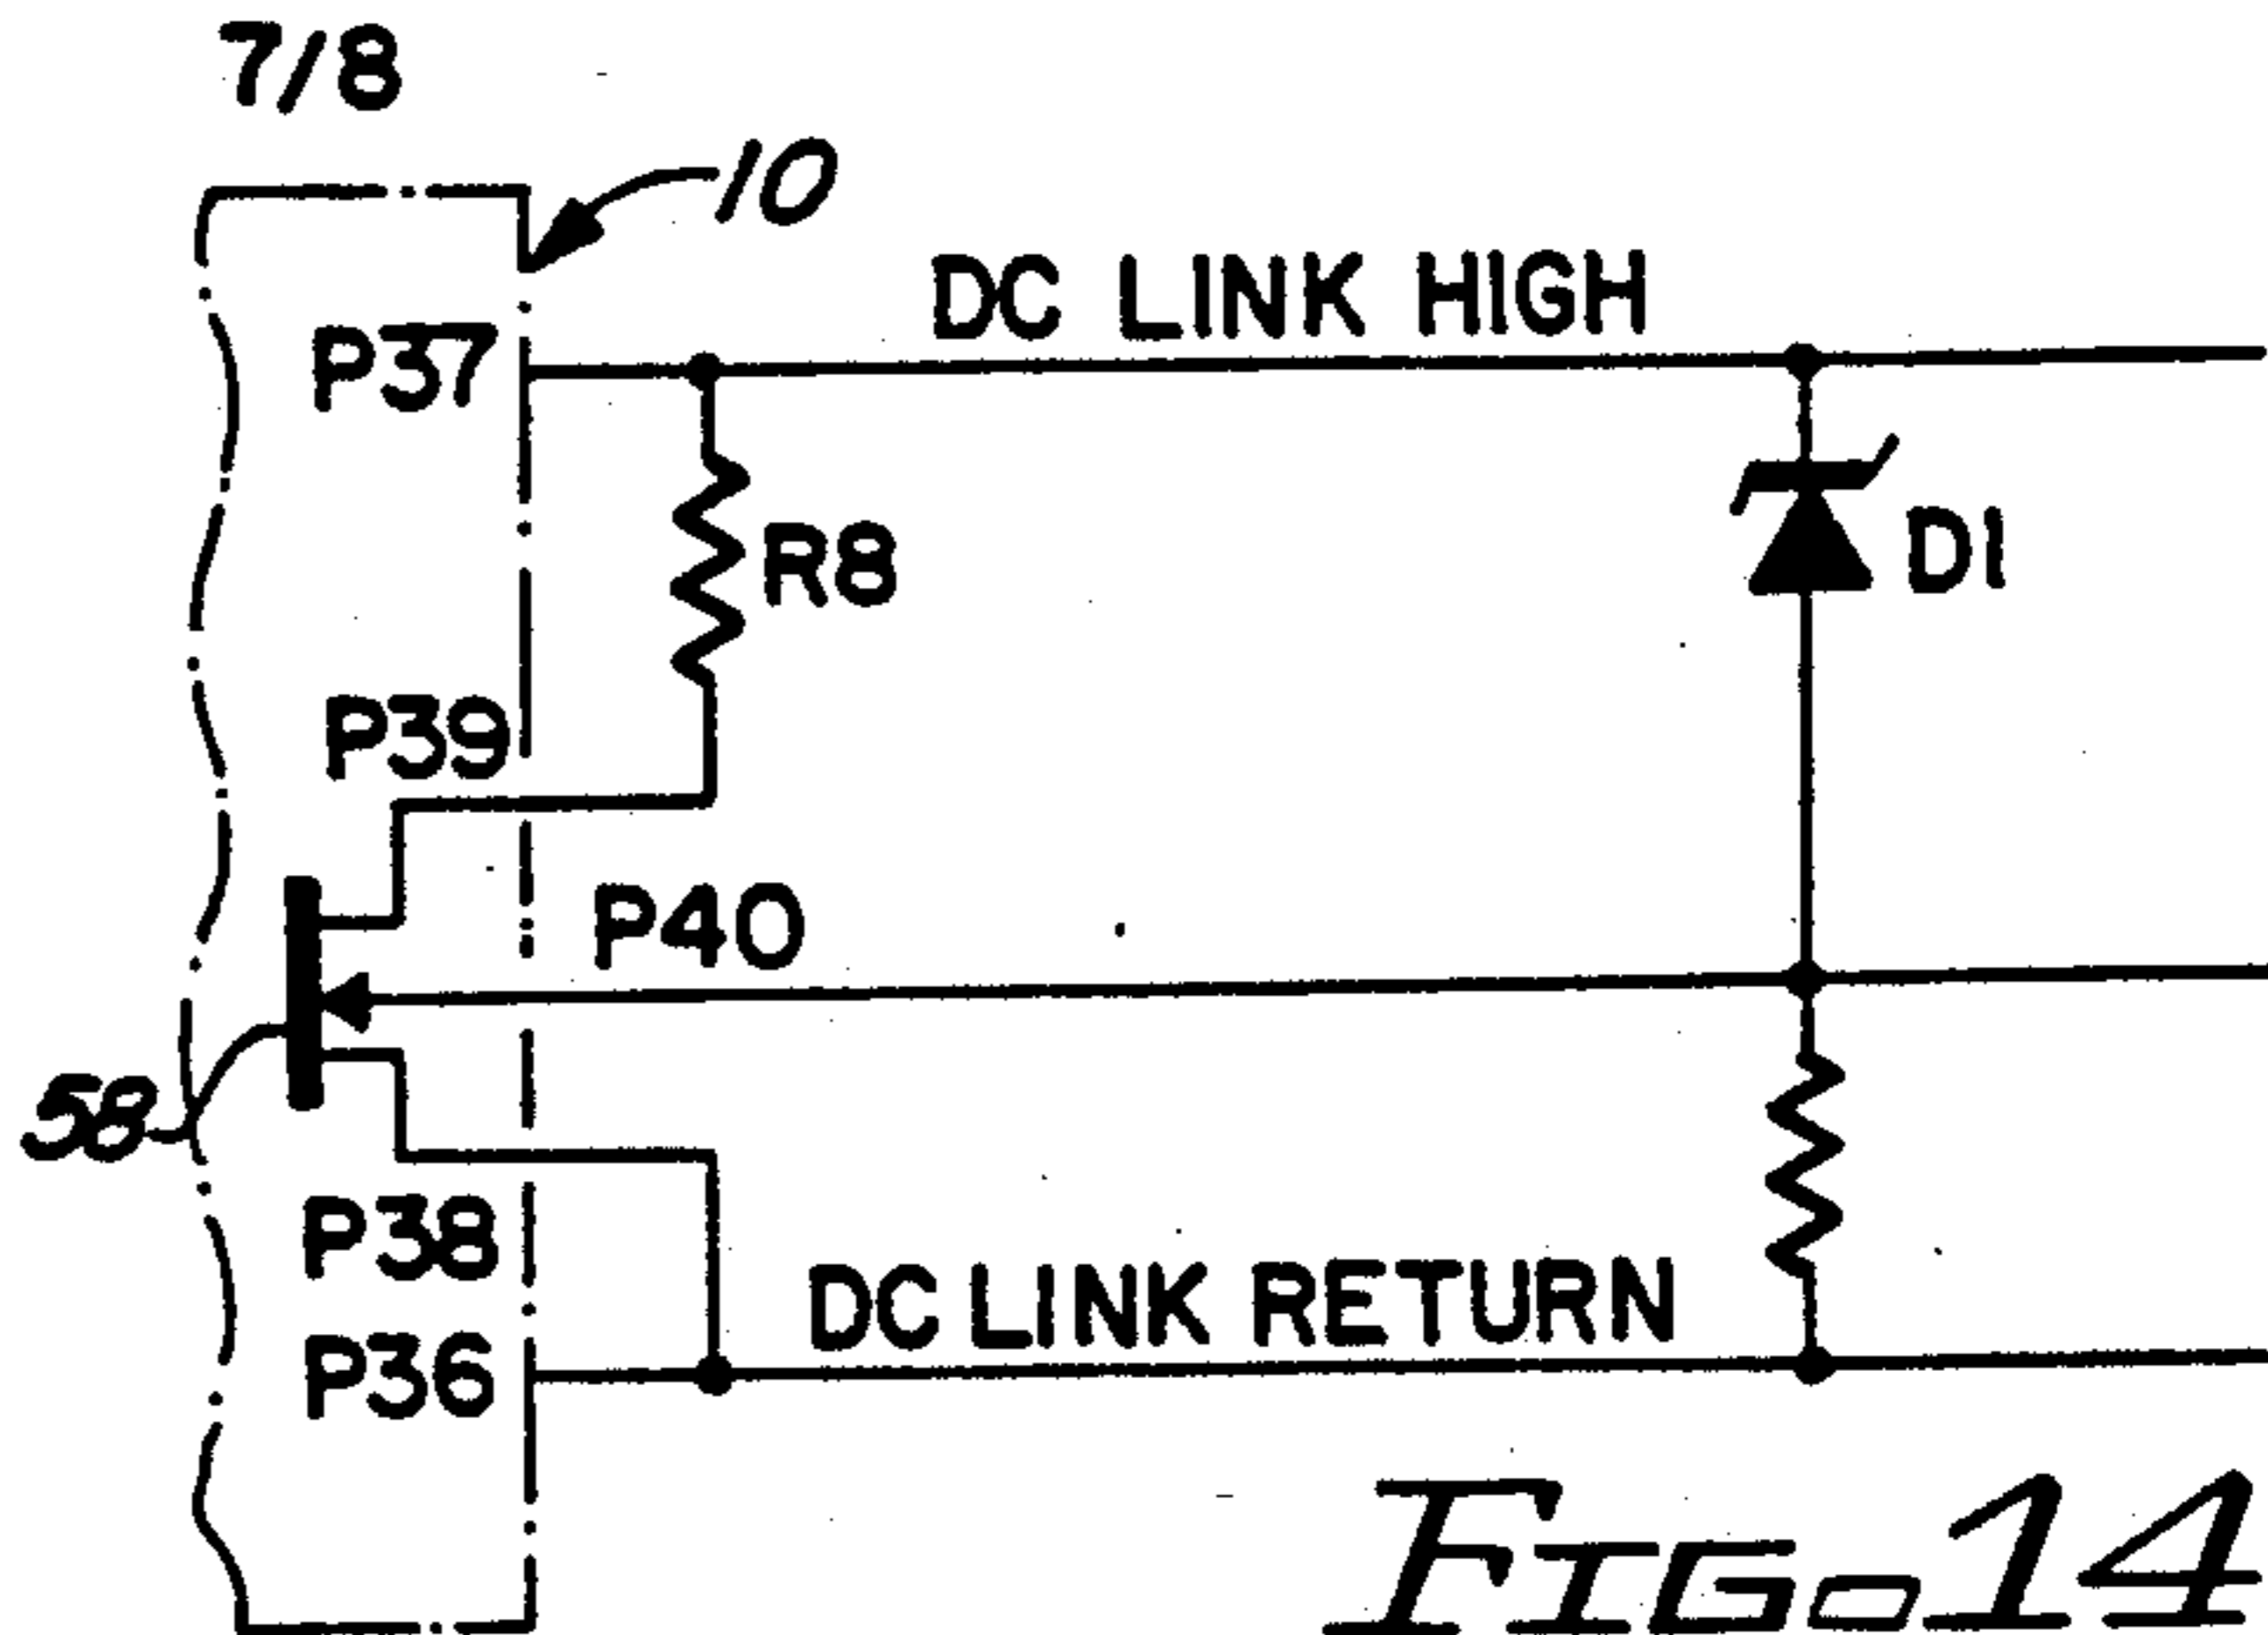 7/8
10
DC LINK HIGH
P37
R8
D1
P39
P40
58
P38
DC LINK RETURN
P36
FIG. 14